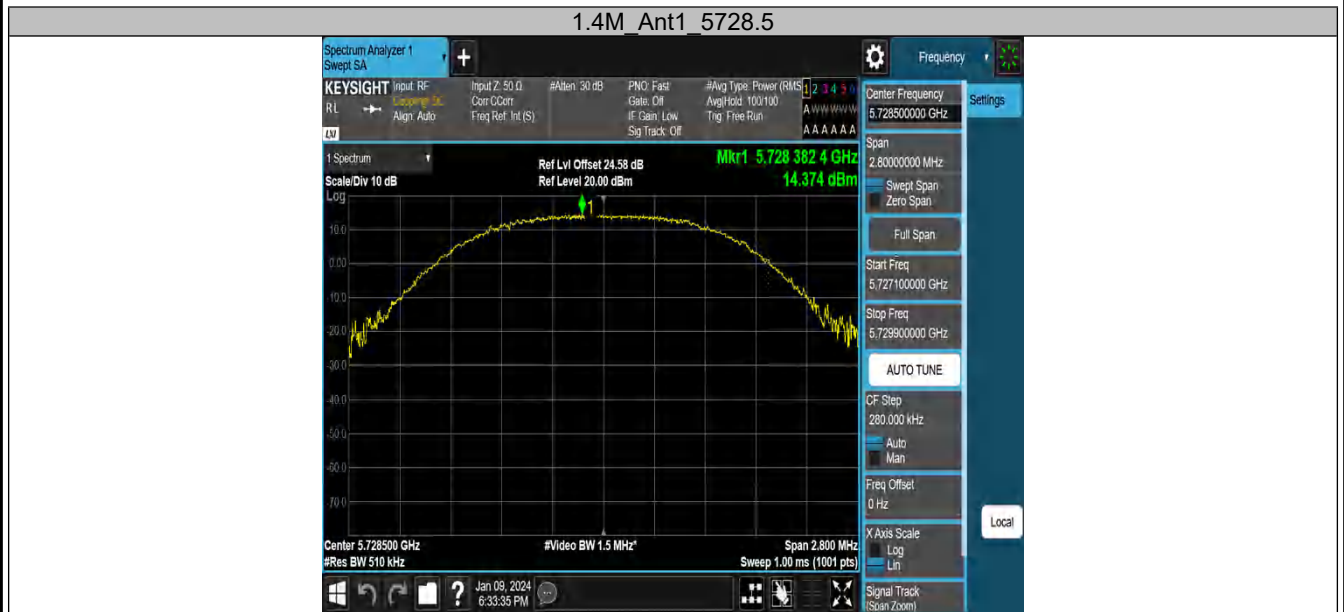 1.4M_Ant1_5728.5
Spectrum Analyzer 1
Swept SA
+
Frequency
KEYSIGHT
RL
LXI
Input: RF
Coupling: DC
Align: Auto
Input Z: 50 Ω
Corr CCorr
Freq Ref: Int (S)
#Atten: 30 dB
PNO: Fast
Gate: Off
IF Gain: Low
Sig Track: Off
#Avg Type: Power (RMS
Avg|Hold: 100/100
Trig: Free Run
1 2 3 4 5 6
A W W W W W
A A A A A A
1 Spectrum
Scale/Div 10 dB
Log
Ref Lvl Offset 24.58 dB
Ref Level 20.00 dBm
Mkr1 5.728 382 4 GHz
14.374 dBm
1
10.0
0.00
-10.0
-20.0
-30.0
-40.0
-50.0
-60.0
-70.0
Center 5.728500 GHz
#Res BW 510 kHz
#Video BW 1.5 MHz*
Span 2.800 MHz
Sweep 1.00 ms (1001 pts)
Center Frequency
5.728500000 GHz
Settings
Span
2.80000000 MHz
Swept Span
Zero Span
Full Span
Start Freq
5.727100000 GHz
Stop Freq
5.729900000 GHz
AUTO TUNE
CF Step
280.000 kHz
Auto
Man
Freq Offset
0 Hz
X Axis Scale
Log
Lin
Local
Signal Track
(Span Zoom)
?
Jan 09, 2024
6:33:35 PM